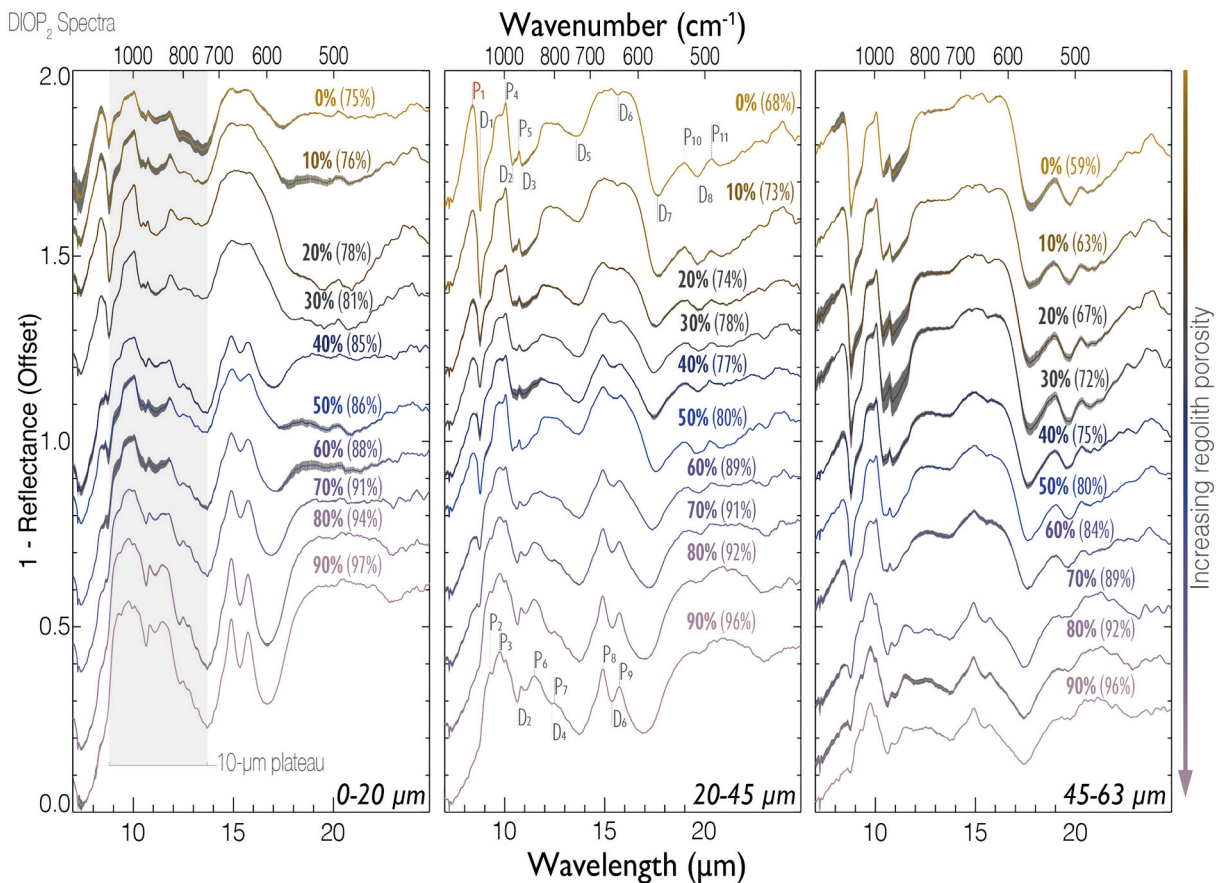 DIOP₂ Spectra
Wavenumber (cm⁻¹)
1000 800 700 600 500
1000 800 700 600 500
1000 800 700 600 500
1 - Reflectance (Offset)
2.0
1.5
1.0
0.5
0.0
0% (75%)
10% (76%)
20% (78%)
30% (81%)
40% (85%)
50% (86%)
60% (88%)
70% (91%)
80% (94%)
90% (97%)
10-µm plateau
0-20 µm
P₁
D₁
P₄
P₅
D₂
D₃
D₅
D₆
P₁₀
P₁₁
D₇
D₈
0% (68%)
10% (73%)
20% (74%)
30% (78%)
40% (77%)
50% (80%)
60% (89%)
70% (91%)
80% (92%)
90% (96%)
P₂
P₃
P₆
P₇
P₈
P₉
D₂
D₄
D₆
20-45 µm
0% (59%)
10% (63%)
20% (67%)
30% (72%)
40% (75%)
50% (80%)
60% (84%)
70% (89%)
80% (92%)
90% (96%)
45-63 µm
Increasing regolith porosity
10 15 20
10 15 20
10 15 20
Wavelength (µm)